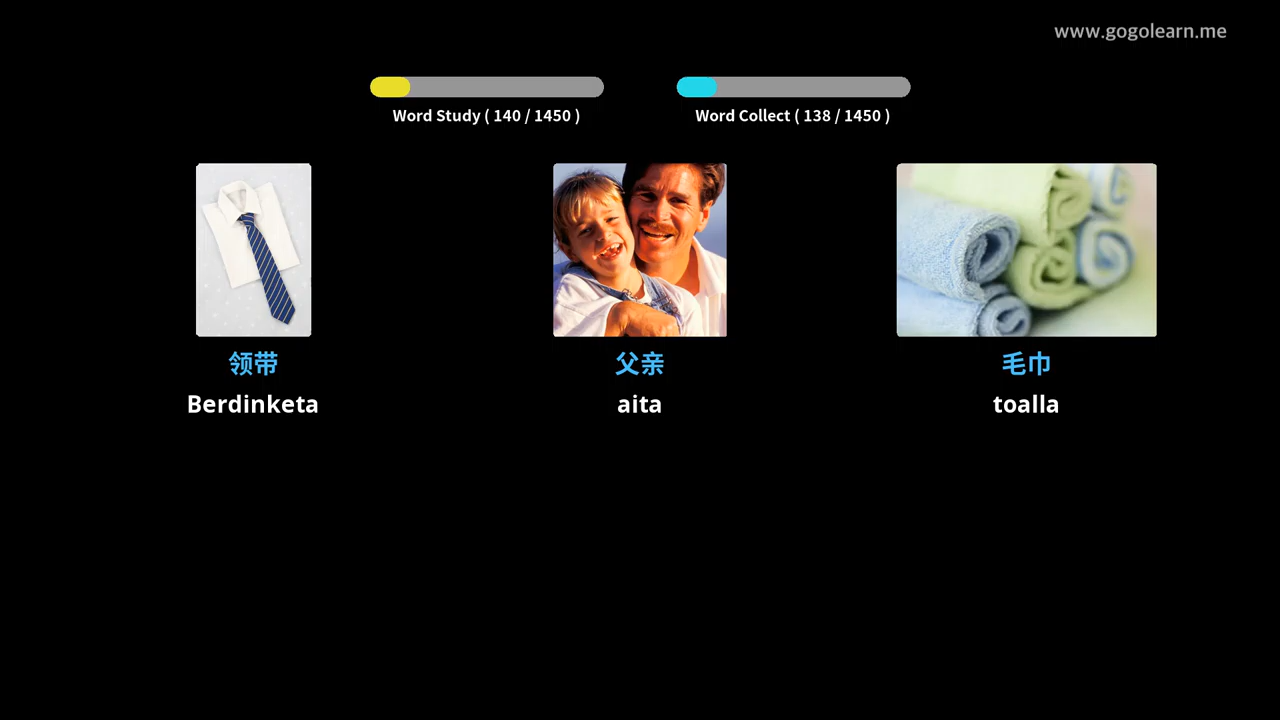 www.gogolearn.me
Word Study ( 140 / 1450 )
Word Collect ( 138 / 1450 )
领带
Berdinketa
父亲
aita
毛巾
toalla